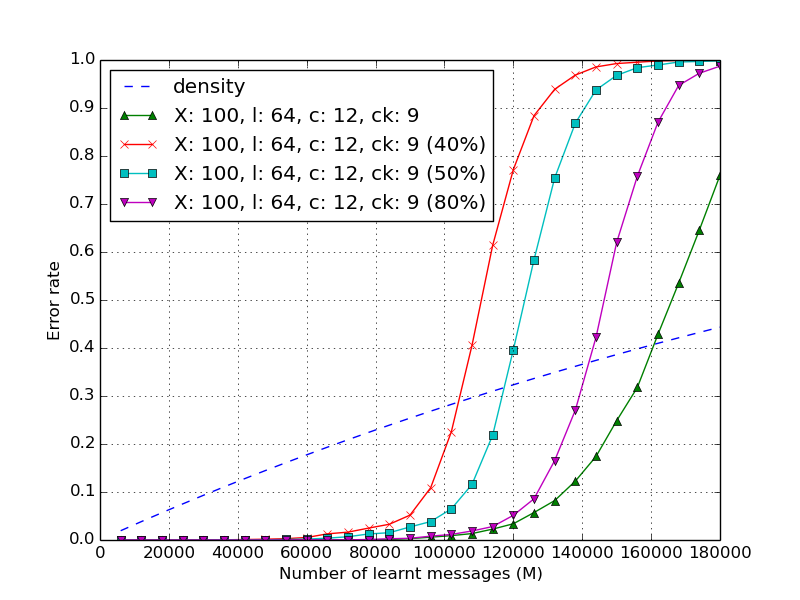 1.0
0.9
0.8
0.7
0.6
0.5
0.4
0.3
0.2
0.1
0.0
Error rate
density
X: 100, l: 64, c: 12, ck: 9
X: 100, l: 64, c: 12, ck: 9 (40%)
X: 100, l: 64, c: 12, ck: 9 (50%)
X: 100, l: 64, c: 12, ck: 9 (80%)
0 20000 40000 60000 80000 100000 120000 140000 160000 180000
Number of learnt messages (M)